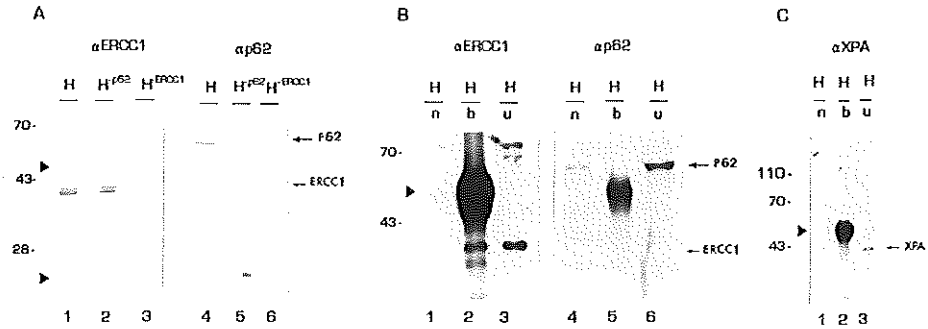 A
αERCC1 αp62
H H-p62 H-ERCC1 H H-p62 H-ERCC1
70-
43-
28-
← P62
← ERCC1
1 2 3 4 5 6
B
αERCC1 αp62
H H H H H H
n b u n b u
70-
43-
← P62
← ERCC1
1 2 3 4 5 6
C
αXPA
H H H
n b u
110-
70-
43-
← XPA
1 2 3